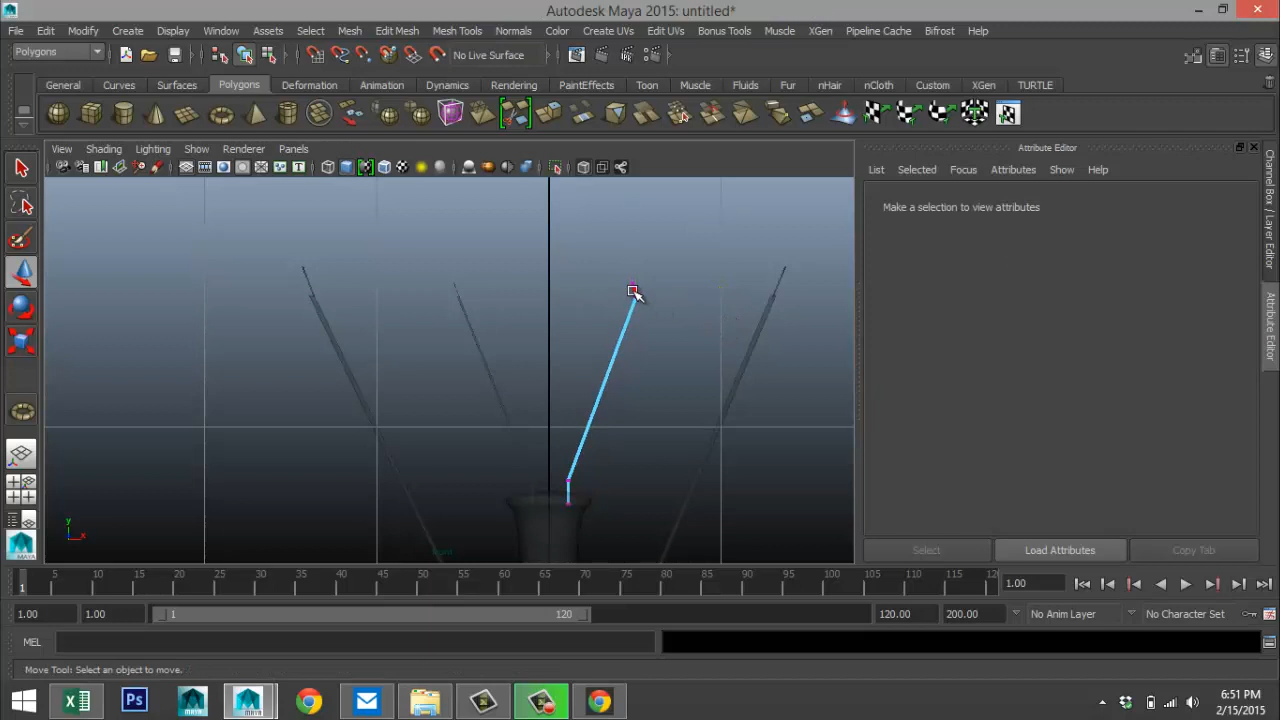 Autodesk Maya 2015: untitled*
File Edit Modify Create Display Window Assets Select Mesh Edit Mesh Mesh Tools Normals Color Create UVs Edit UVs Bonus Tools Muscle XGen Pipeline Cache Bifrost Help
Polygons No Live Surface
General Curves Surfaces Polygons Deformation Animation Dynamics Rendering PaintEffects Toon Muscle Fluids Fur nHair nCloth Custom XGen TURTLE
View Shading Lighting Show Renderer Panels
Attribute Editor
List Selected Focus Attributes Show Help
Make a selection to view attributes
Channel Box / Layer Editor
Attribute Editor
y
x
front
Select Load Attributes Copy Tab
1 5 10 15 20 25 30 35 40 45 50 55 60 65 70 75 80 85 90 95 100 105 110 115 120 1.00
1.00 1.00 1 120 120.00 200.00 No Anim Layer No Character Set
MEL
Move Tool: Select an object to move.
Ps
MAYA
6:51 PM
2/15/2015